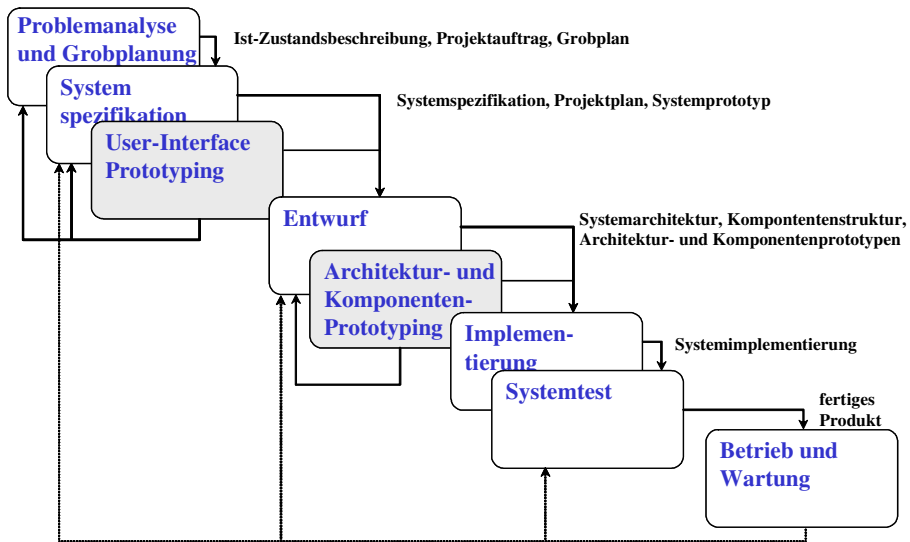 Problemanalyse
und Grobplanung
Ist-Zustandsbeschreibung, Projektauftrag, Grobplan
System
spezifikation
Systemspezifikation, Projektplan, Systemprototyp
User-Interface
Prototyping
Entwurf
Systemarchitektur, Kompontentenstruktur,
Architektur- und Komponentenprototypen
Architektur- und
Komponenten-
Prototyping
Implemen-
tierung
Systemimplementierung
Systemtest
fertiges
Produkt
Betrieb und
Wartung